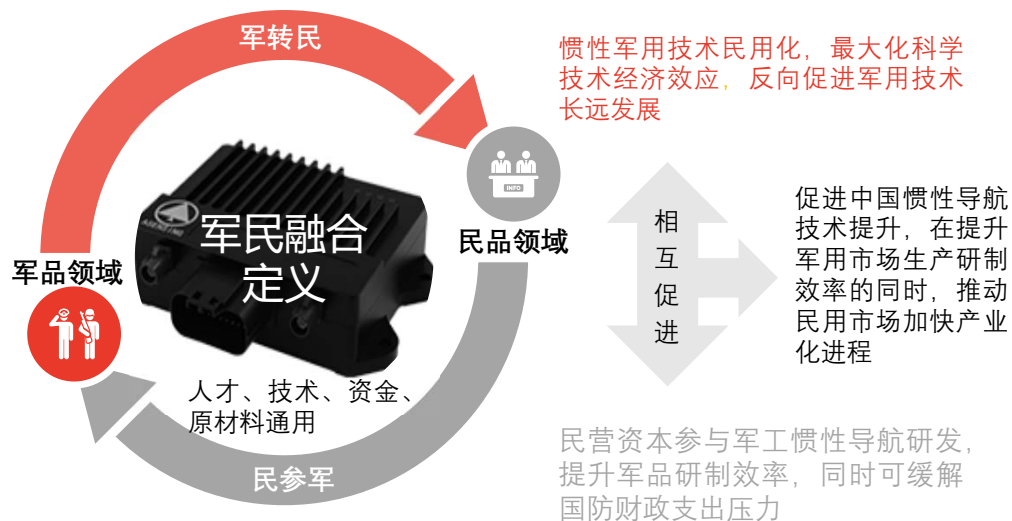 军转民
惯性军用技术民用化，最大化科学
技术经济效应，反向促进军用技术
长远发展
INFO
ASENSING
军民融合
定义
民品领域
军品领域
相
互
促
进
促进中国惯性导航
技术提升，在提升
军用市场生产研制
效率的同时，推动
民用市场加快产业
化进程
人才、技术、资金、
原材料通用
民参军
民营资本参与军工惯性导航研发，
提升军品研制效率，同时可缓解
国防财政支出压力